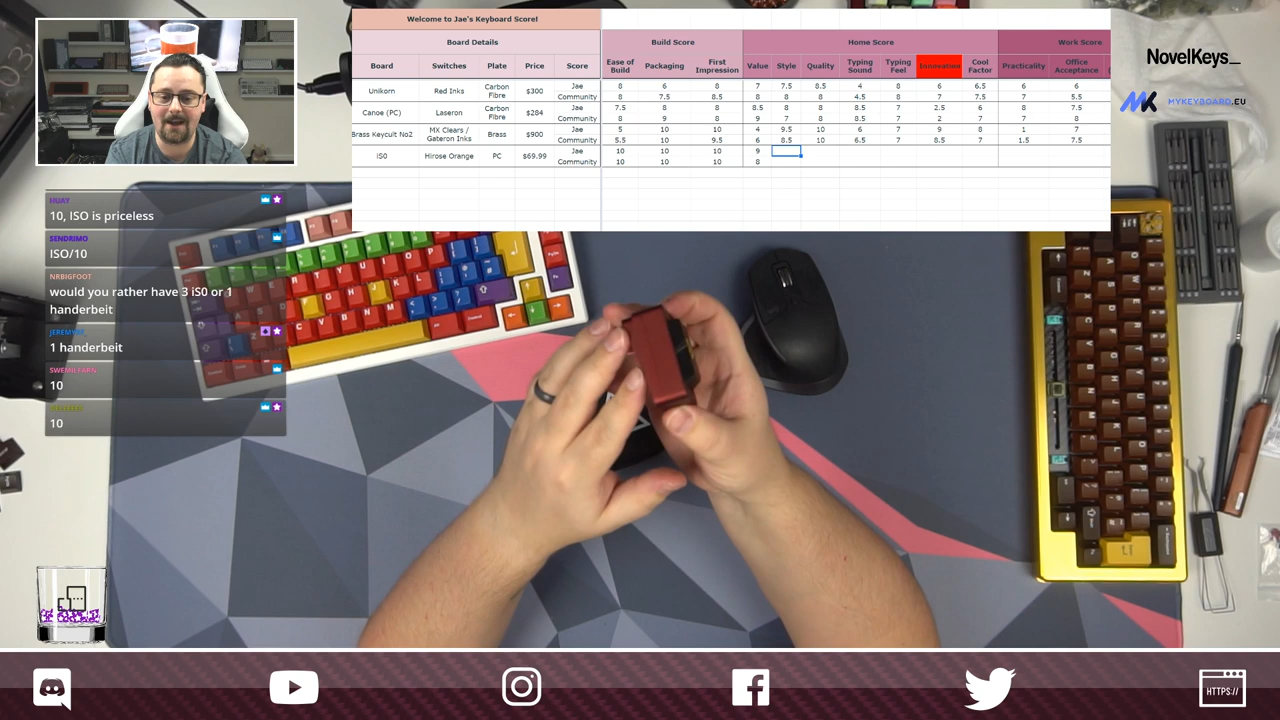 Welcome to Jae's Keyboard Score!
Board Details
Build Score
Home Score
Work Score
Board Switches Plate Price Score Ease of Build Packaging First Impression Value Style Quality Typing Sound Typing Feel Innovation Cool Factor Practicality Office Acceptance
Unikorn Red Inks Carbon Fibre $300 Jae 8 6 8 7 7.5 8.5 4 8 6 6.5 6 6
Community 8 7.5 8.5 8 8 8 4.5 8 7 7.5 7 5.5
Canoe (PC) Laseron Carbon Fibre $284 Jae 7.5 8 7 8.5 8 7 8.5 7 2.5 6 8 7.5
Community 8 9 8 9 7 8 8.5 7 2 7 7 8
Brass Keycult No2 MX Clears / Gateron Inks Brass $900 Jae 5 10 10 4 9.5 10 6 7 9 8 1 7
Community 5.5 10 9.5 6 8.5 10 6.5 7 8.5 7 1.5 7.5
iS0 Hirose Orange PC $69.99 Jae 10 10 10 9
Community 10 10 10 8
NovelKeys_
MK MYKEYBOARD.EU
HUAY
10, ISO is priceless
SENDRIMO
ISO/10
NRBIGFOOT
would you rather have 3 iS0 or 1
handerbeit
1 handerbeit
10
10
HTTPS://